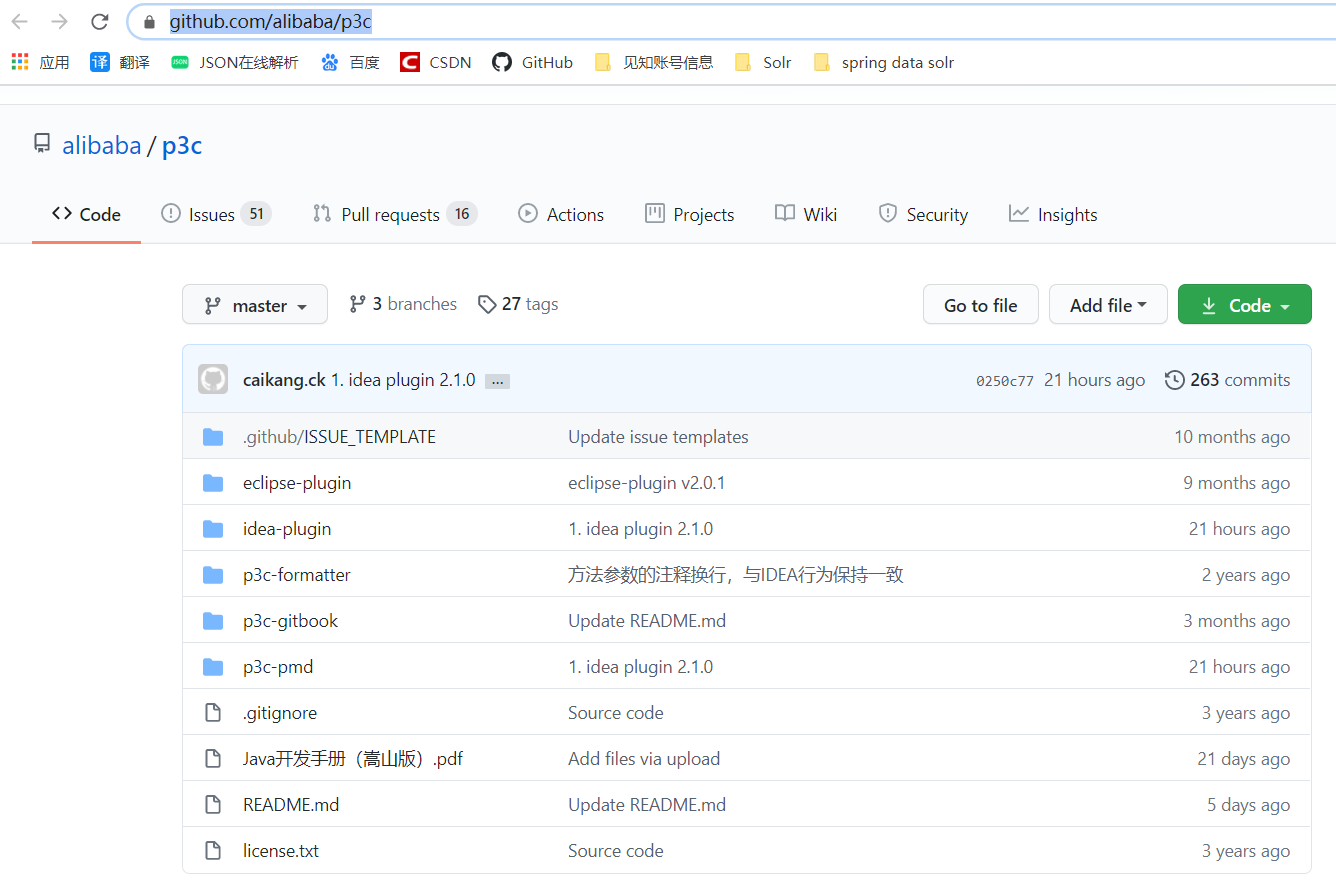 github.com/alibaba/p3c
应用 译 翻译 JSON JSON在线解析 du 百度 C CSDN GitHub 见知账号信息 Solr spring data solr
alibaba / p3c
Code Issues 51 Pull requests 16 Actions Projects Wiki Security Insights
master 3 branches 27 tags Go to file Add file Code
caikang.ck 1. idea plugin 2.1.0 ... 0250c77 21 hours ago 263 commits
.github/ISSUE_TEMPLATE Update issue templates 10 months ago
eclipse-plugin eclipse-plugin v2.0.1 9 months ago
idea-plugin 1. idea plugin 2.1.0 21 hours ago
p3c-formatter 方法参数的注释换行，与IDEA行为保持一致 2 years ago
p3c-gitbook Update README.md 3 months ago
p3c-pmd 1. idea plugin 2.1.0 21 hours ago
.gitignore Source code 3 years ago
Java开发手册（嵩山版）.pdf Add files via upload 21 days ago
README.md Update README.md 5 days ago
license.txt Source code 3 years ago